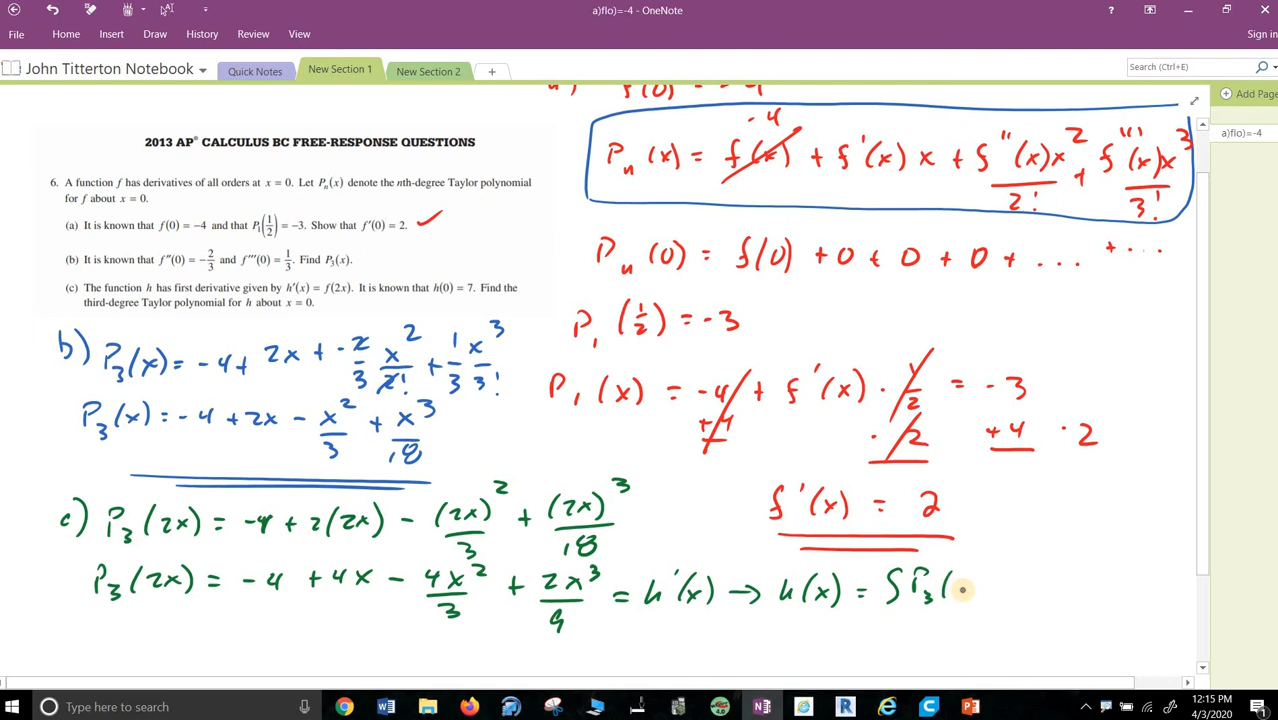 a)f(o)=-4 - OneNote
File Home Insert Draw History Review View
Sign in
John Titterton Notebook
Quick Notes
New Section 1
New Section 2
+
Search (Ctrl+E)
Add Page
a)f(o)=-4
2013 AP® CALCULUS BC FREE-RESPONSE QUESTIONS
6. A function f has derivatives of all orders at x = 0. Let Pₙ(x) denote the nth-degree Taylor polynomial
for f about x = 0.
(a) It is known that f(0) = −4 and that P₁(1/2) = −3. Show that f′(0) = 2.
(b) It is known that f″(0) = −2/3 and f‴(0) = 1/3. Find P₃(x).
(c) The function h has first derivative given by h′(x) = f(2x). It is known that h(0) = 7. Find the
third-degree Taylor polynomial for h about x = 0.
-4
Pₙ(x) = f(x) + f'(x)x + f''(x)x²/2! + f'''(x)x³/3!
Pₙ(0) = f(0) + 0 + 0 + 0 + ... + ...
P₁(1/2) = -3
P₁(x) = -4 + f'(x) · 1/2 = -3
+4 · 2 +4 · 2
f'(x) = 2
b) P₃(x) = -4 + 2x + -2/3 x²/2! + 1/3 x³/3!
P₃(x) = -4 + 2x - x²/3 + x³/18
c) P₃(2x) = -4 + 2(2x) - (2x)²/3 + (2x)³/18
P₃(2x) = -4 + 4x - 4x²/3 + 2x³/9 = h'(x) → h(x) = ∫P₃(
Type here to search
12:15 PM
4/3/2020